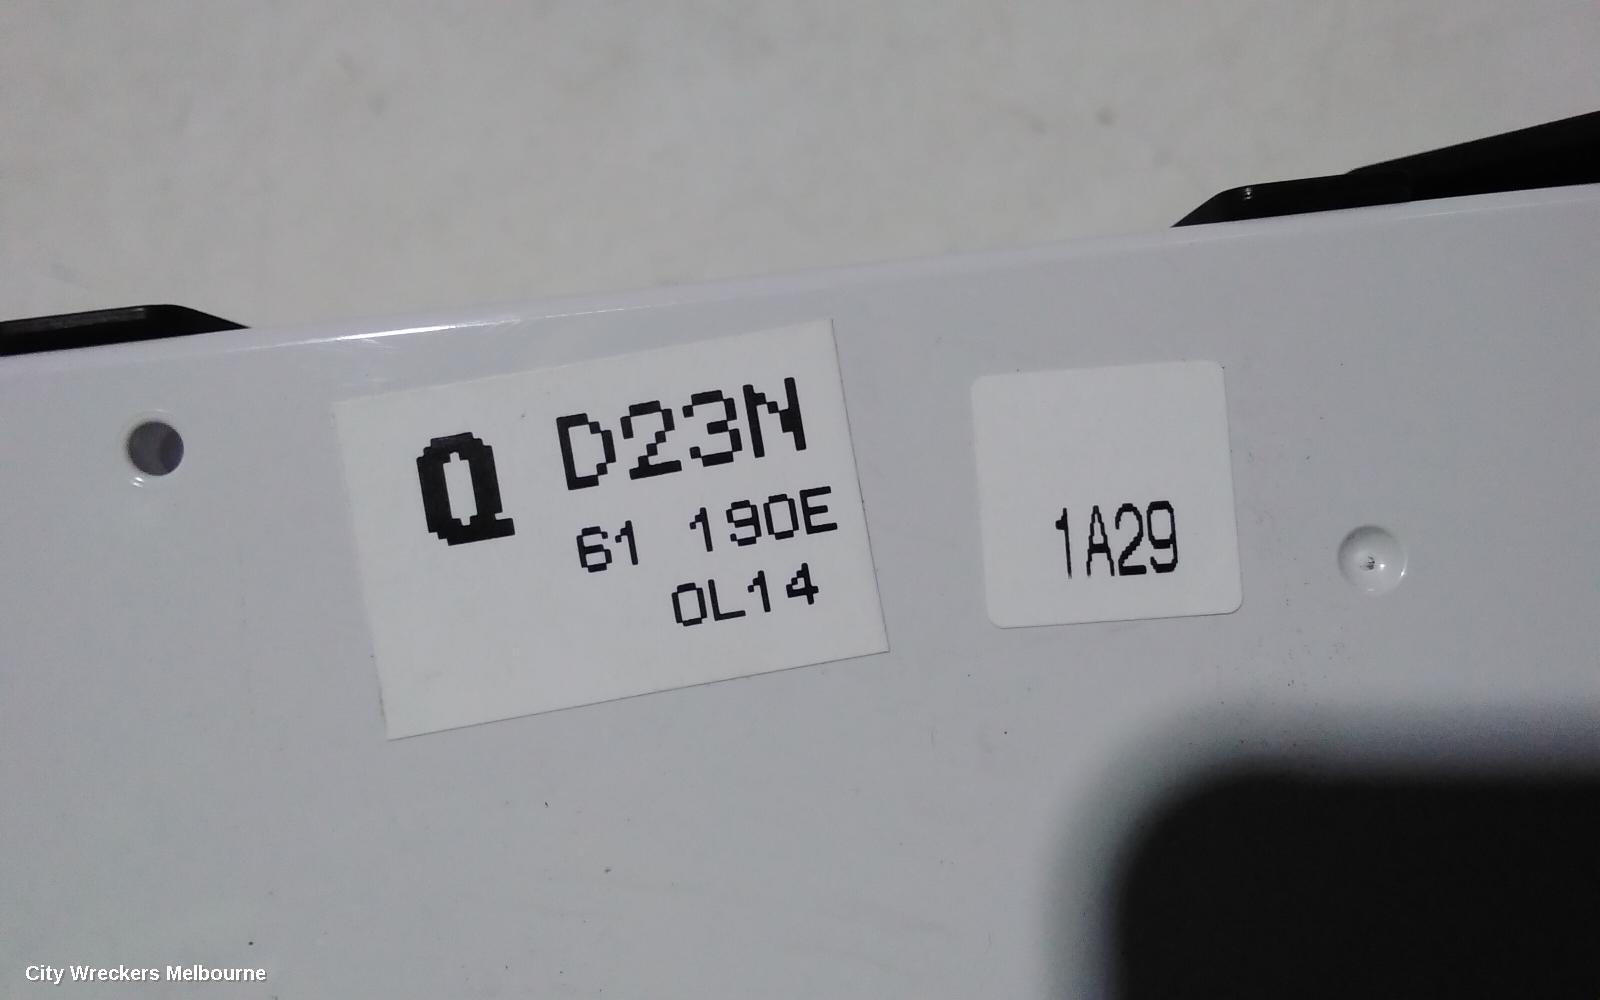 Q D23N
61 190E
0L14
1A29
City Wreckers Melbourne